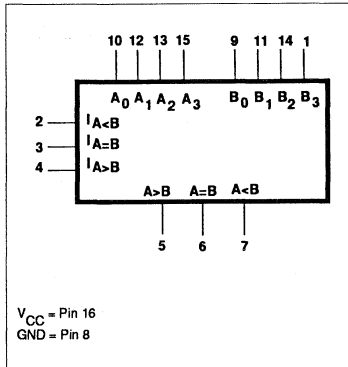 10 12 13 15 9 11 14 1
A0 A1 A2 A3 B0 B1 B2 B3
2 IA<B
3 IA=B
4 IA>B
A>B A=B A<B
5 6 7
VCC = Pin 16
GND = Pin 8